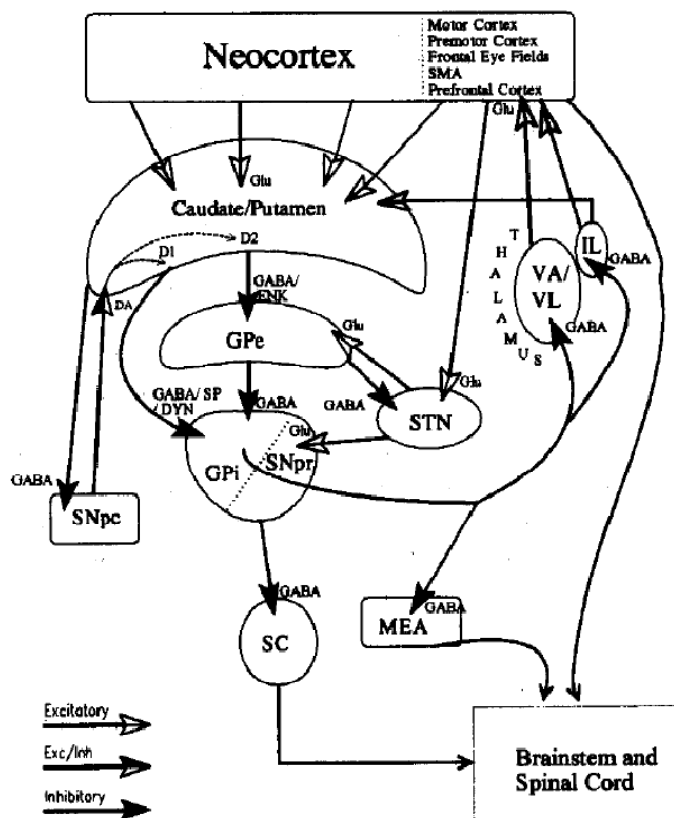 Neocortex
Motor Cortex
Premotor Cortex
Frontal Eye Fields
SMA
Prefrontal Cortex
Glu
Glu
Caudate/Putamen
D1
D2
DA
GABA/
ENK
IL
GABA
THALAMUS
VA/
VL
GABA
GPe
Glu
GABA
Glu
STN
GABA/ SP
/DYN
GABA
Glu
GPi
SNpr
GABA
SNpc
GABA
SC
GABA
MEA
Excitatory
Exc/Inh
Inhibitory
Brainstem and
Spinal Cord